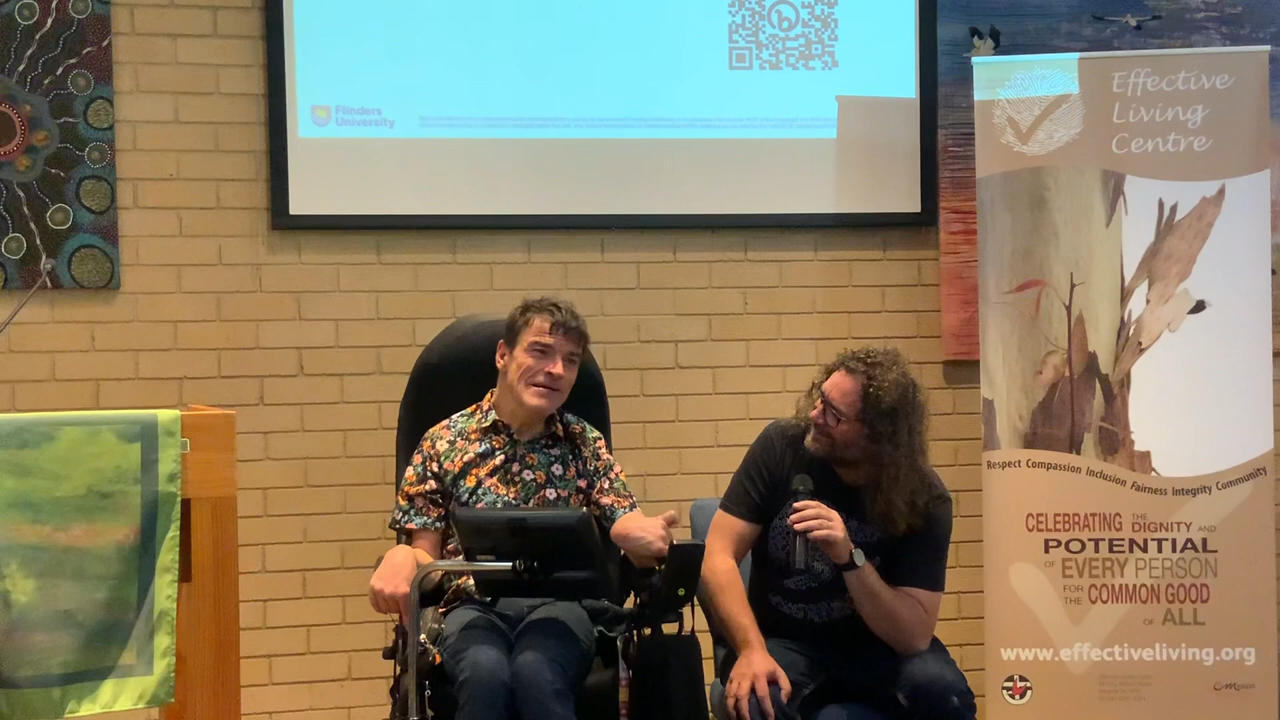 Flinders
University
Effective
Living
Centre
Respect Compassion Inclusion Fairness Integrity Community
CELEBRATING THE DIGNITY AND
POTENTIAL
OF EVERY PERSON
FOR THE COMMON GOOD
OF ALL
www.effectiveliving.org